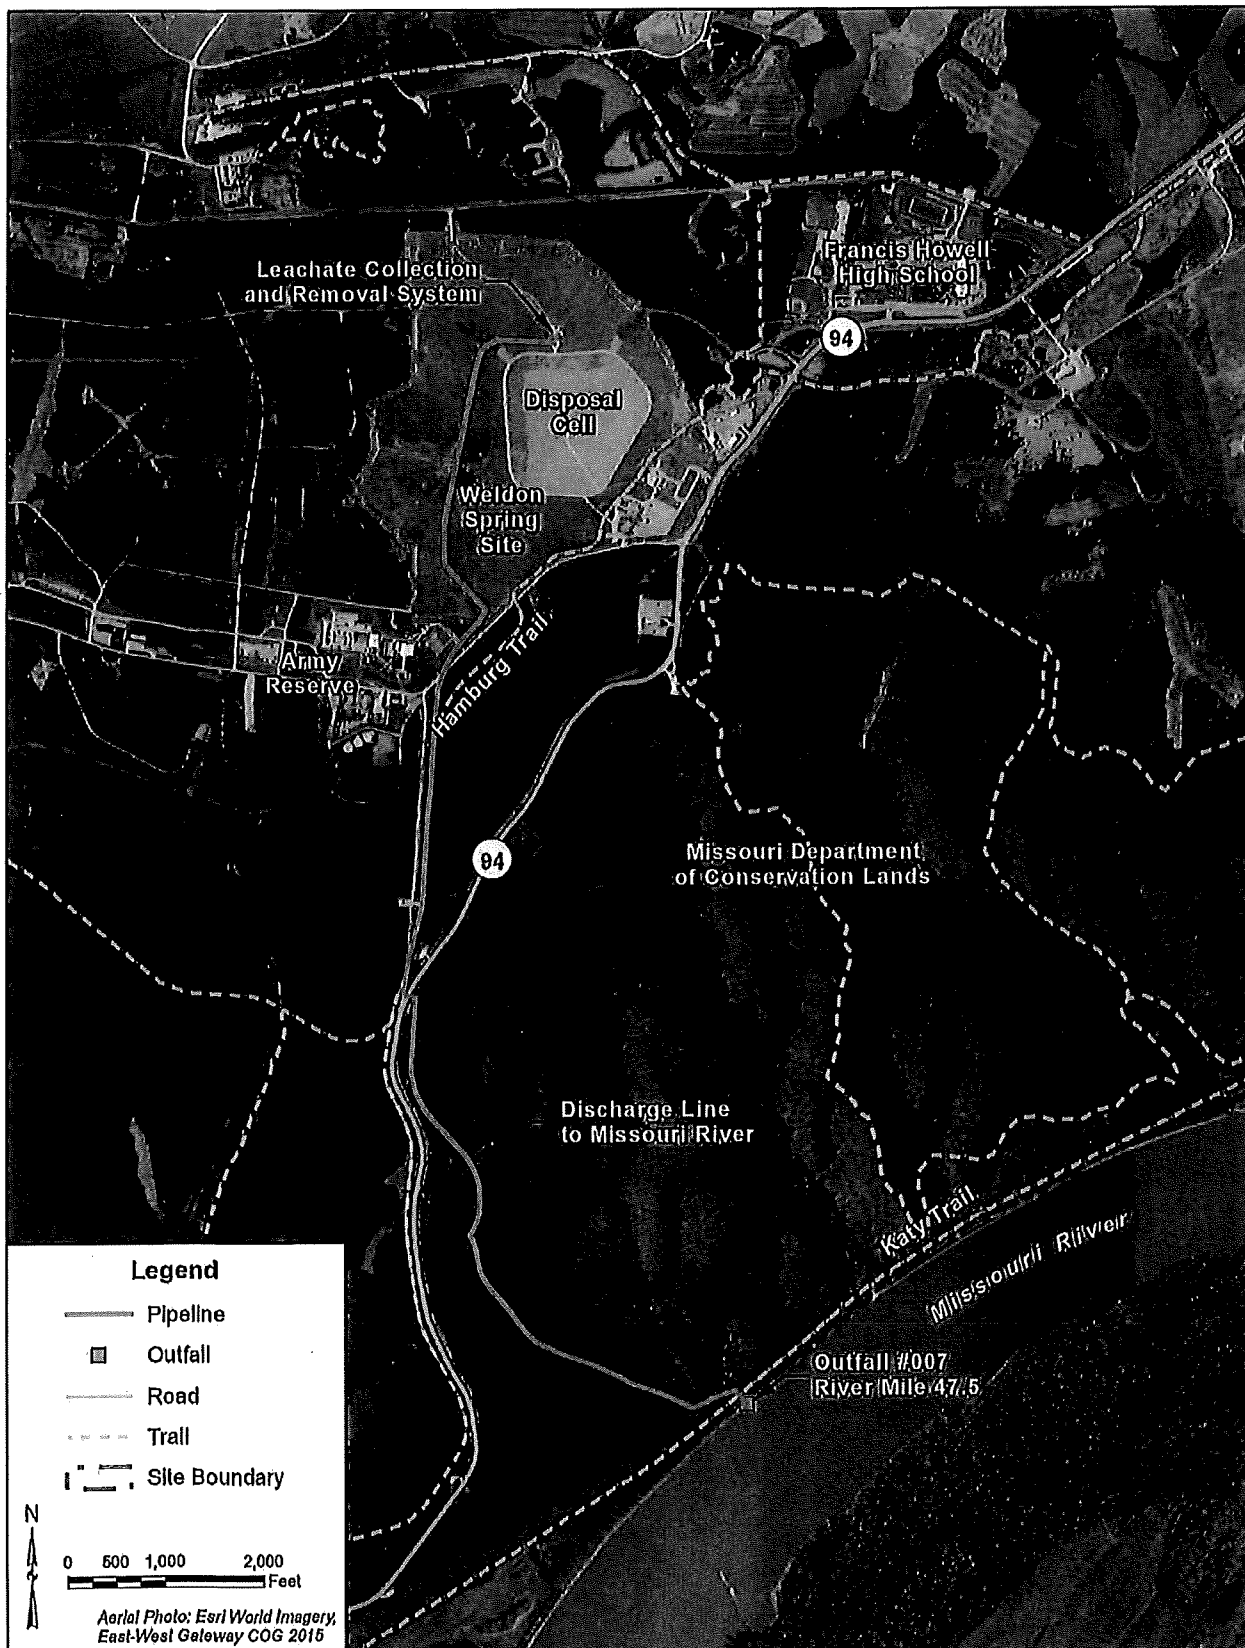 Francis Howell
High School
Leachate Collection
and Removal System
94
Disposal
Cell
Weldon
Spring
Site
Army
Reserve
Hamburg Trail
94
Missouri Department
of Conservation Lands
Discharge Line
to Missouri River
Katy Trail
Missouri River
Outfall #007
River Mile 47.5
Legend
Pipeline
Outfall
Road
Trail
Site Boundary
N
0 500 1,000 2,000
Feet
Aerial Photo: Esri World Imagery,
East-West Gateway COG 2015